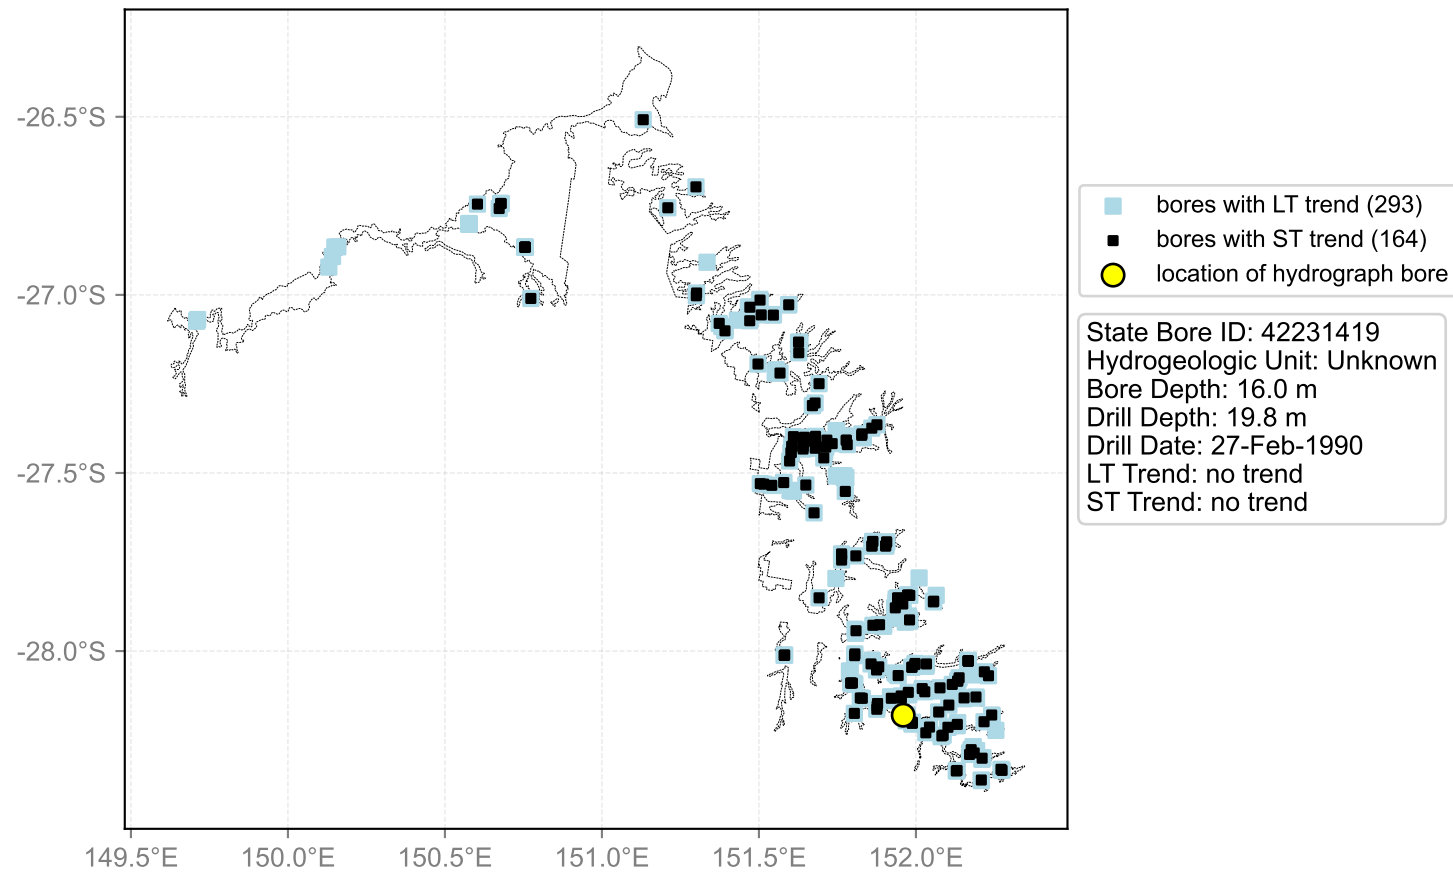 -26.5°S
-27.0°S
-27.5°S
-28.0°S
149.5°E 150.0°E 150.5°E 151.0°E 151.5°E 152.0°E
bores with LT trend (293)
bores with ST trend (164)
location of hydrograph bore
State Bore ID: 42231419
Hydrogeologic Unit: Unknown
Bore Depth: 16.0 m
Drill Depth: 19.8 m
Drill Date: 27-Feb-1990
LT Trend: no trend
ST Trend: no trend